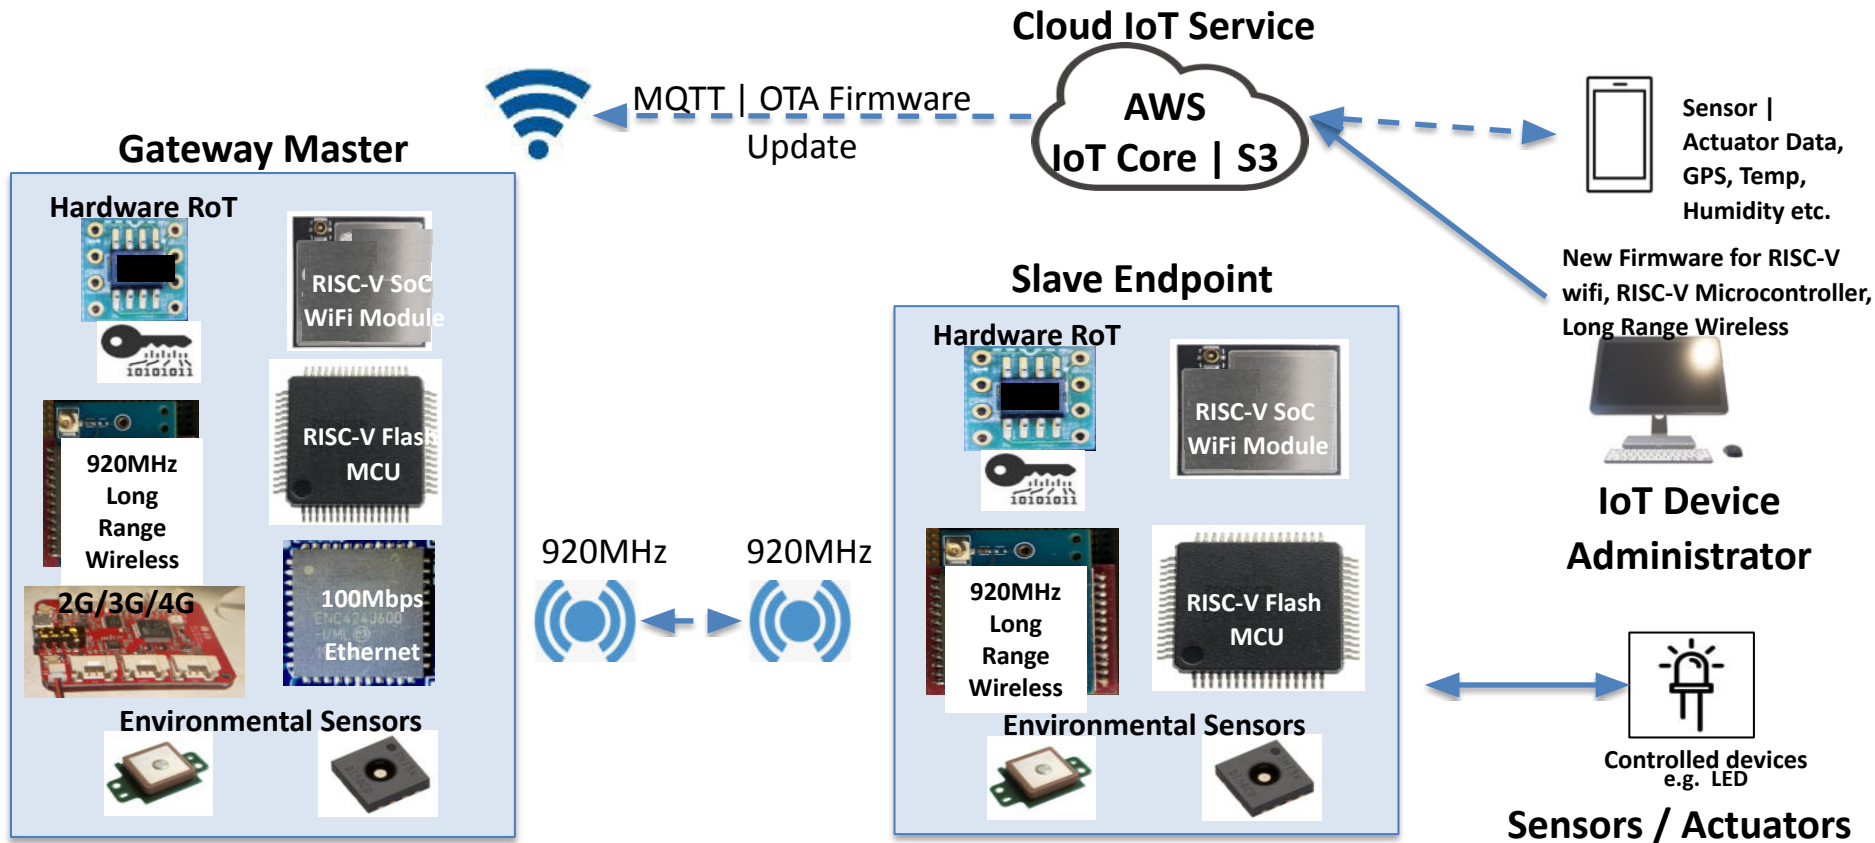 Cloud IoT Service
MQTT | OTA Firmware
Update
AWS
IoT Core | S3
Sensor |
Actuator Data,
GPS, Temp,
Humidity etc.
New Firmware for RISC-V
wifi, RISC-V Microcontroller,
Long Range Wireless
IoT Device
Administrator
Gateway Master
Hardware RoT
RISC-V SoC
WiFi Module
10101011
RISC-V Flash
MCU
920MHz
Long
Range
Wireless
2G/3G/4G
100Mbps
ENC424J600
-I/ML
Ethernet
Environmental Sensors
920MHz
920MHz
Slave Endpoint
Hardware RoT
RISC-V SoC
WiFi Module
10101011
920MHz
Long
Range
Wireless
RISC-V Flash
MCU
Environmental Sensors
Controlled devices
e.g. LED
Sensors / Actuators